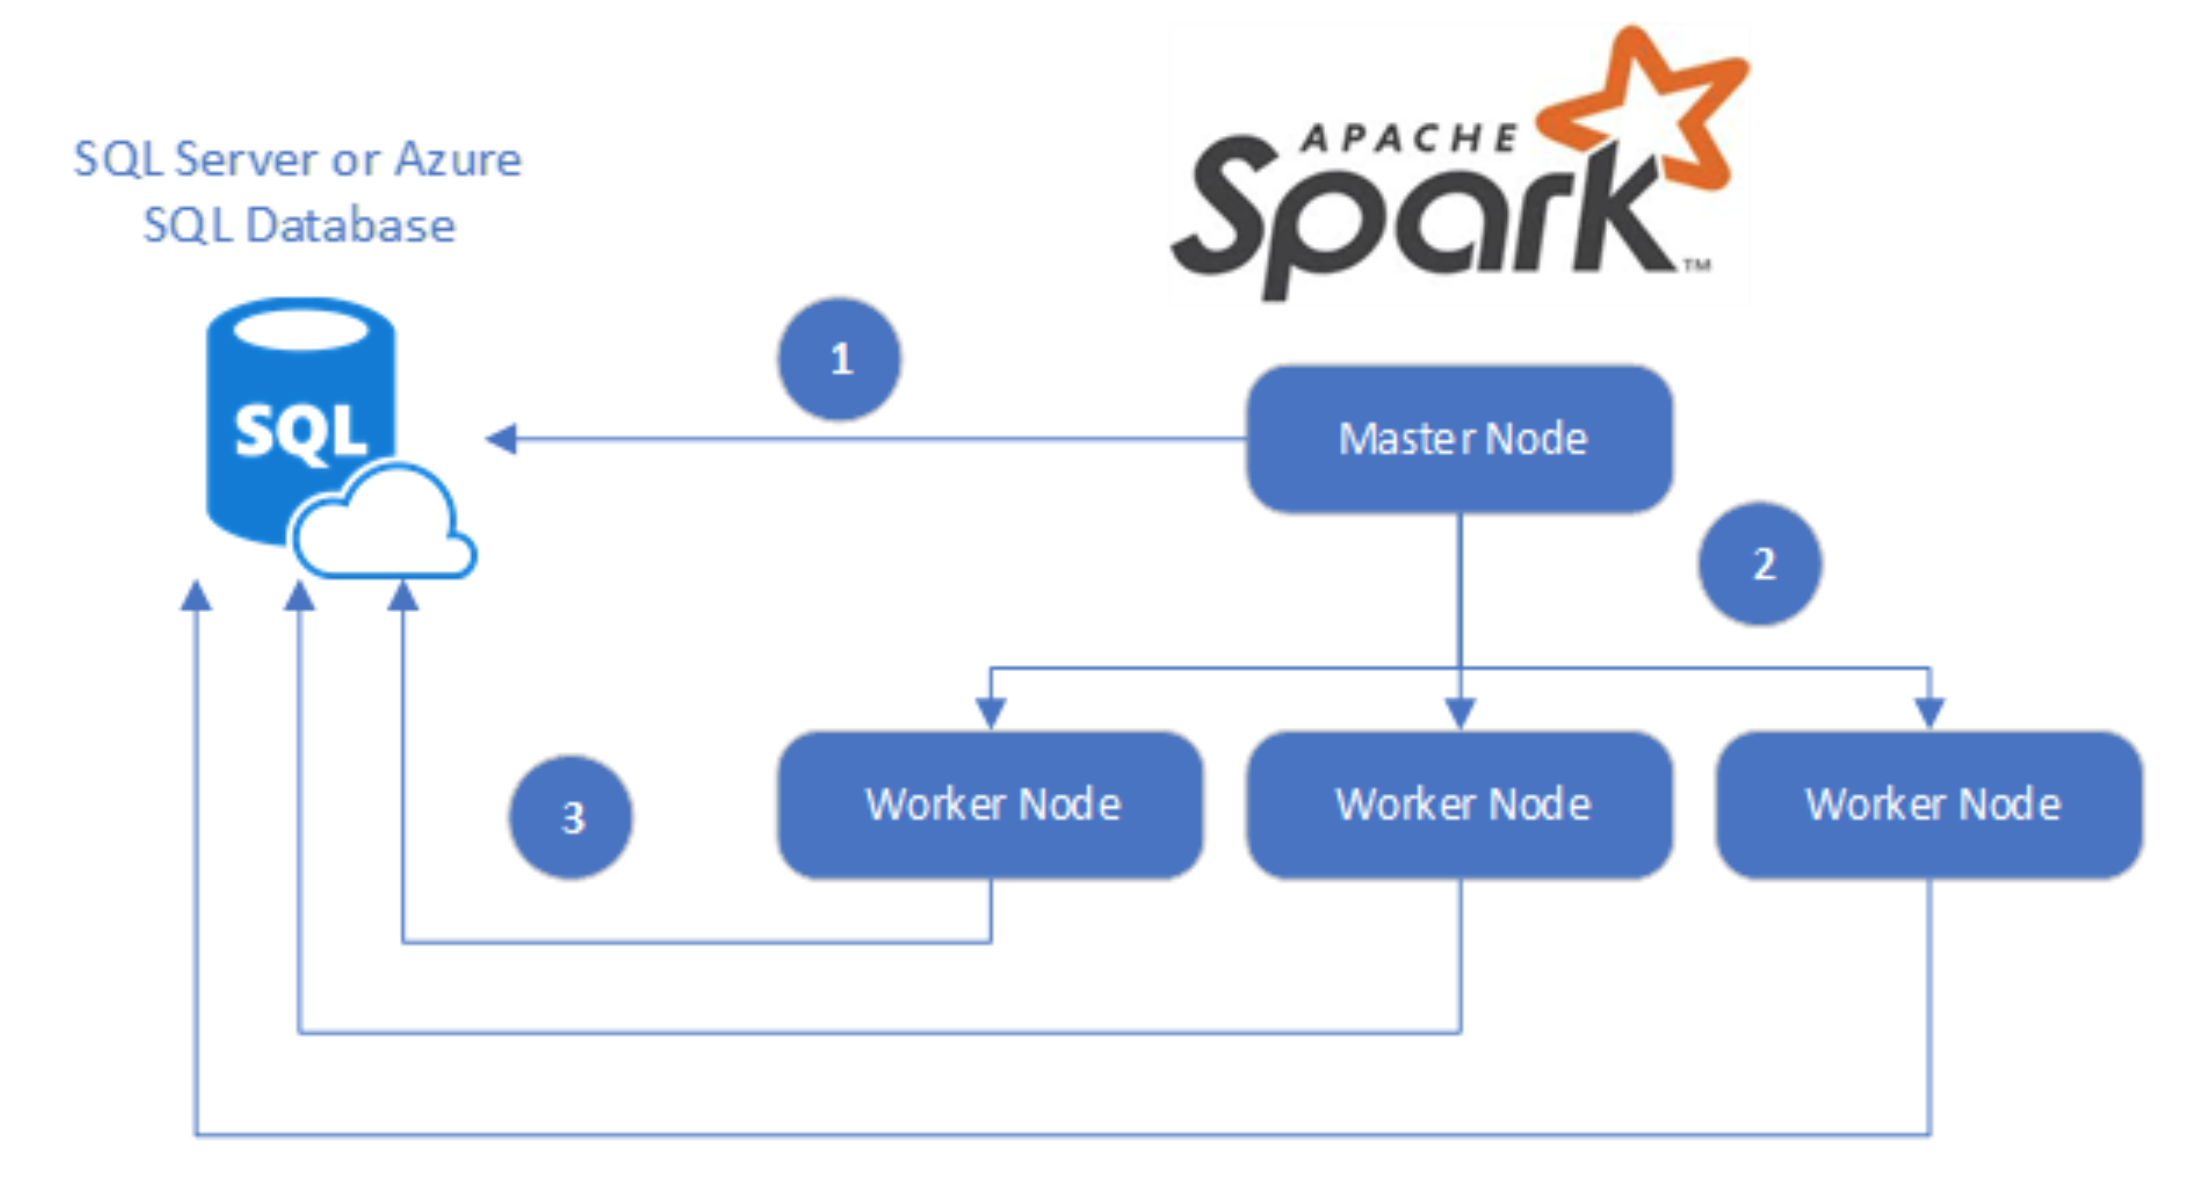 SQL Server or Azure
SQL Database
APACHE
Spark™
SQL
1
Master Node
2
3
Worker Node
Worker Node
Worker Node